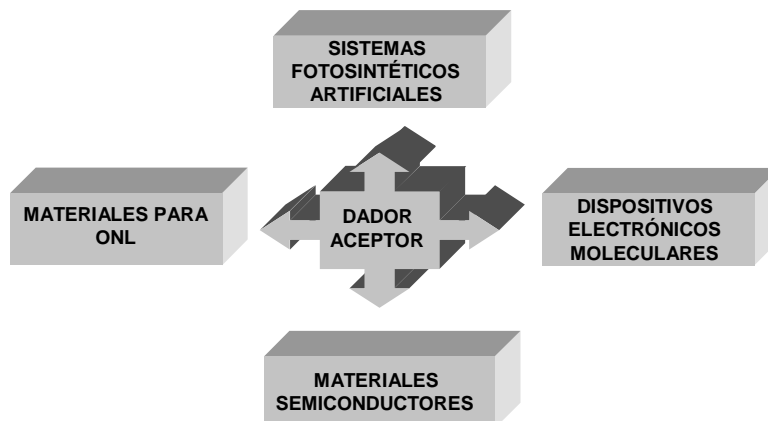 SISTEMAS
FOTOSINTÉTICOS
ARTIFICIALES
MATERIALES PARA
ONL
DADOR
ACEPTOR
DISPOSITIVOS
ELECTRÓNICOS
MOLECULARES
MATERIALES
SEMICONDUCTORES